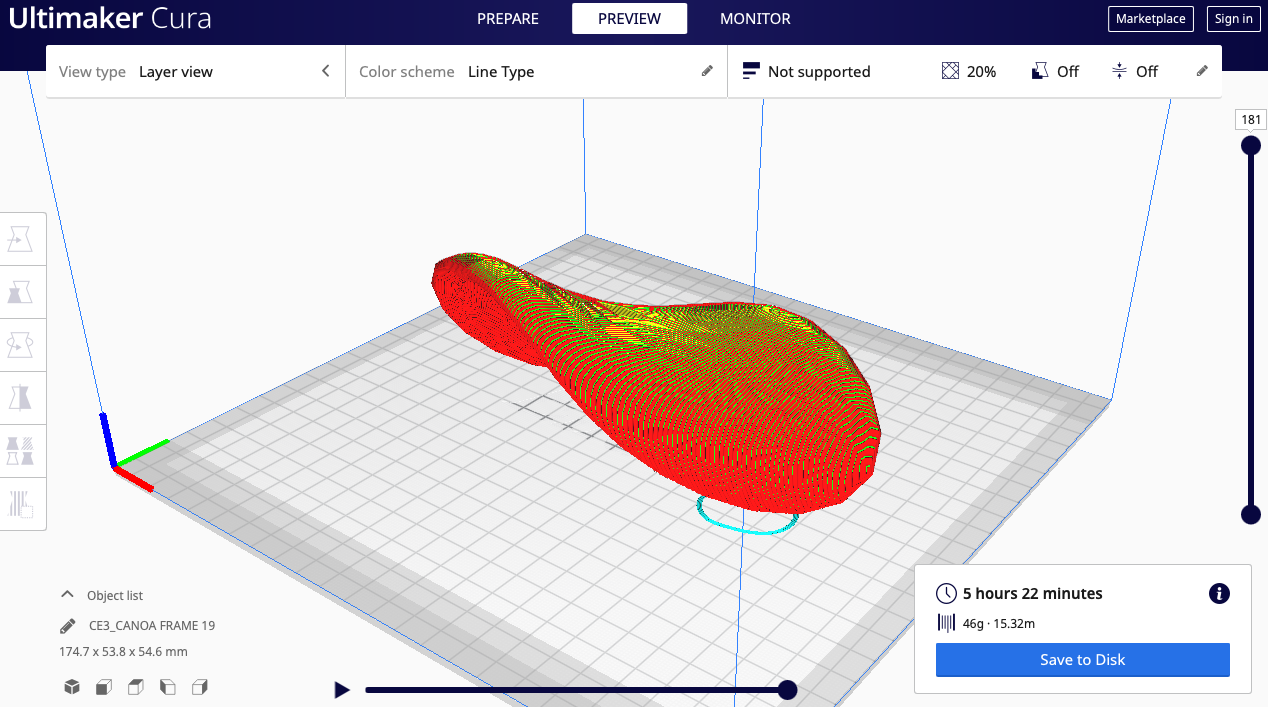 Ultimaker Cura
PREPARE
PREVIEW
MONITOR
Marketplace
Sign in
View type Layer view
Color scheme Line Type
Not supported
20%
Off
Off
181
Object list
CE3_CANOA FRAME 19
174.7 x 53.8 x 54.6 mm
5 hours 22 minutes
46g · 15.32m
Save to Disk